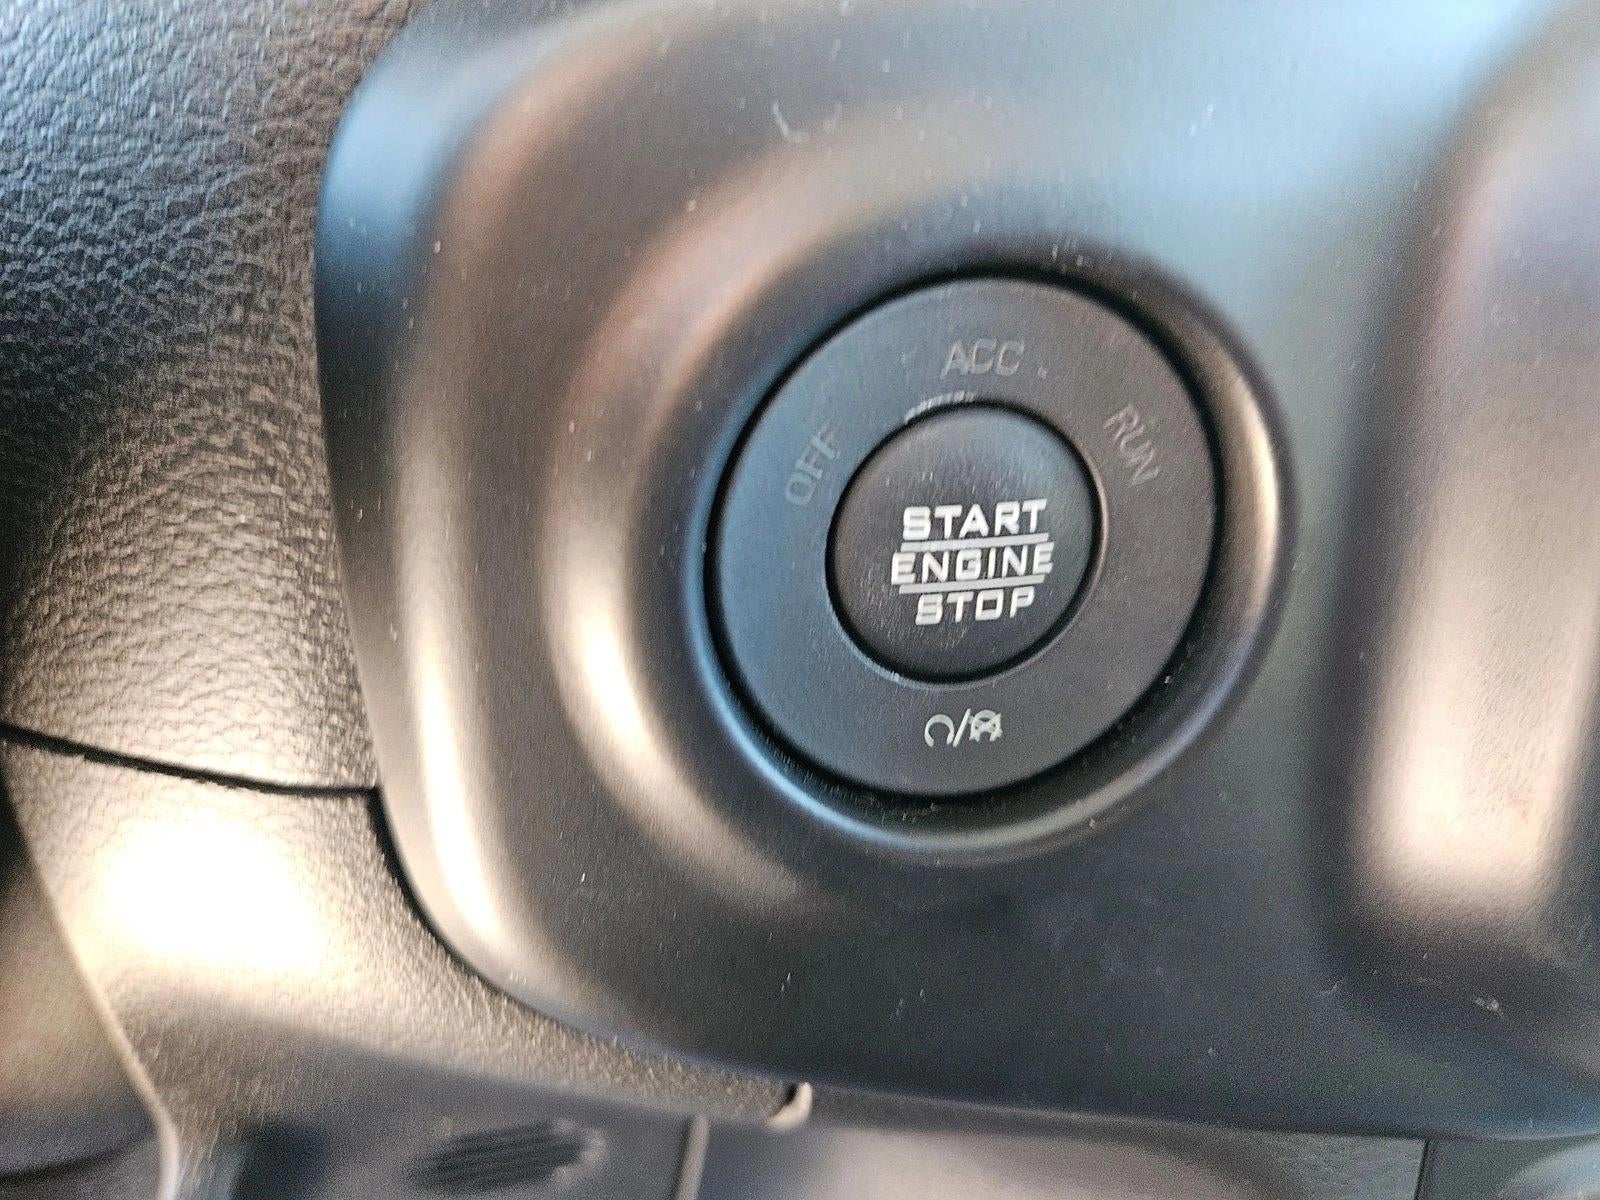 ACC
OFF
RUN
START
ENGINE
STOP